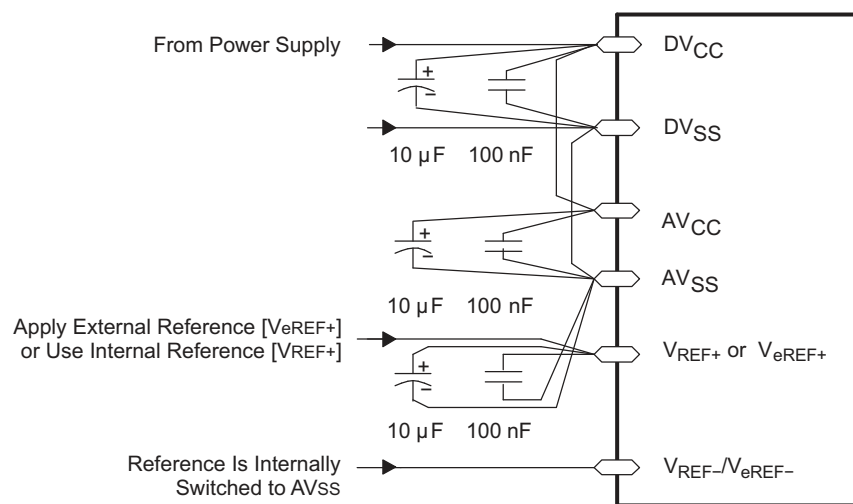 From Power Supply
DVCC
+
−
DVSS
10 µF 100 nF
AVCC
+
−
AVSS
10 µF 100 nF
Apply External Reference [VeREF+]
or Use Internal Reference [VREF+]
VREF+ or VeREF+
+
−
10 µF 100 nF
Reference Is Internally
Switched to AVSS
VREF−/VeREF−